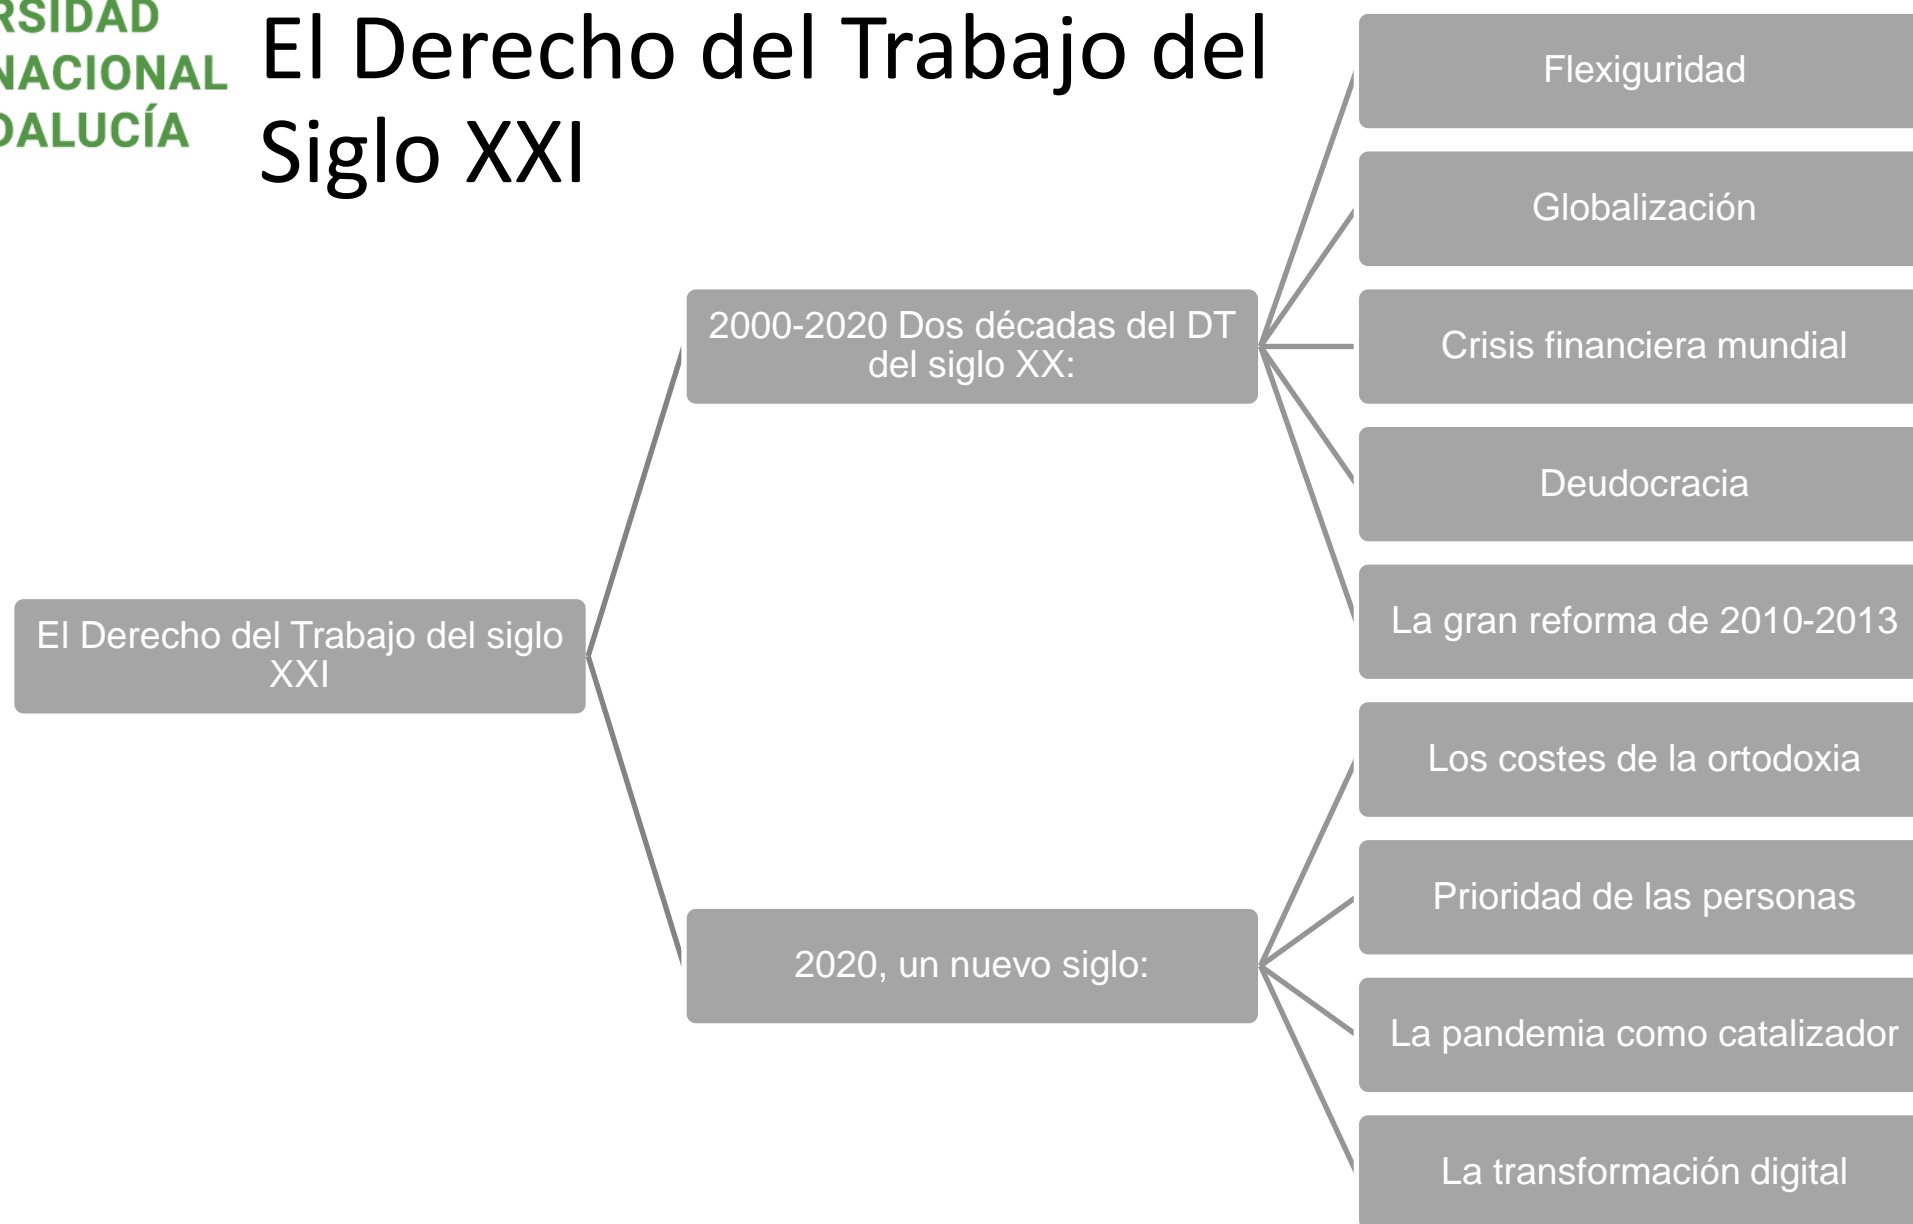 RSIDAD
NACIONAL
DALUCÍA
El Derecho del Trabajo del
Siglo XXI
El Derecho del Trabajo del siglo
XXI
2000-2020 Dos décadas del DT
del siglo XX:
Flexiguridad
Globalización
Crisis financiera mundial
Deudocracia
La gran reforma de 2010-2013
2020, un nuevo siglo:
Los costes de la ortodoxia
Prioridad de las personas
La pandemia como catalizador
La transformación digital